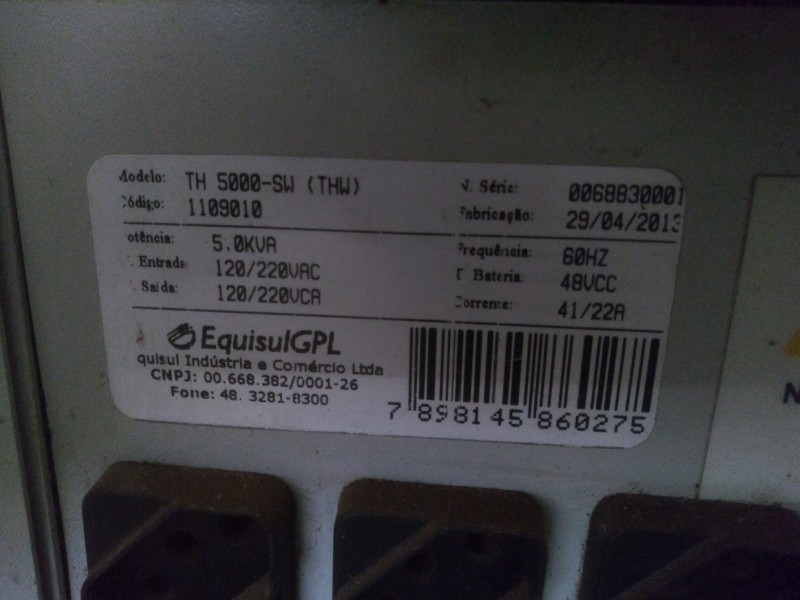 Modelo: TH 5000-SW (THW) N. Série: 0068830001
Código: 1109010 Fabricação: 29/04/2013
otência: 5.0KVA Frequência: 60HZ
. Entrada 120/220VAC T. Bateria: 48VCC
. Saída: 120/220VCA Corrente: 41/22A
EquisulGPL
quisul Indústria e Comércio Ltda
CNPJ: 00.668.382/0001-26
Fone: 48. 3281-8300
7 898145 860275
N